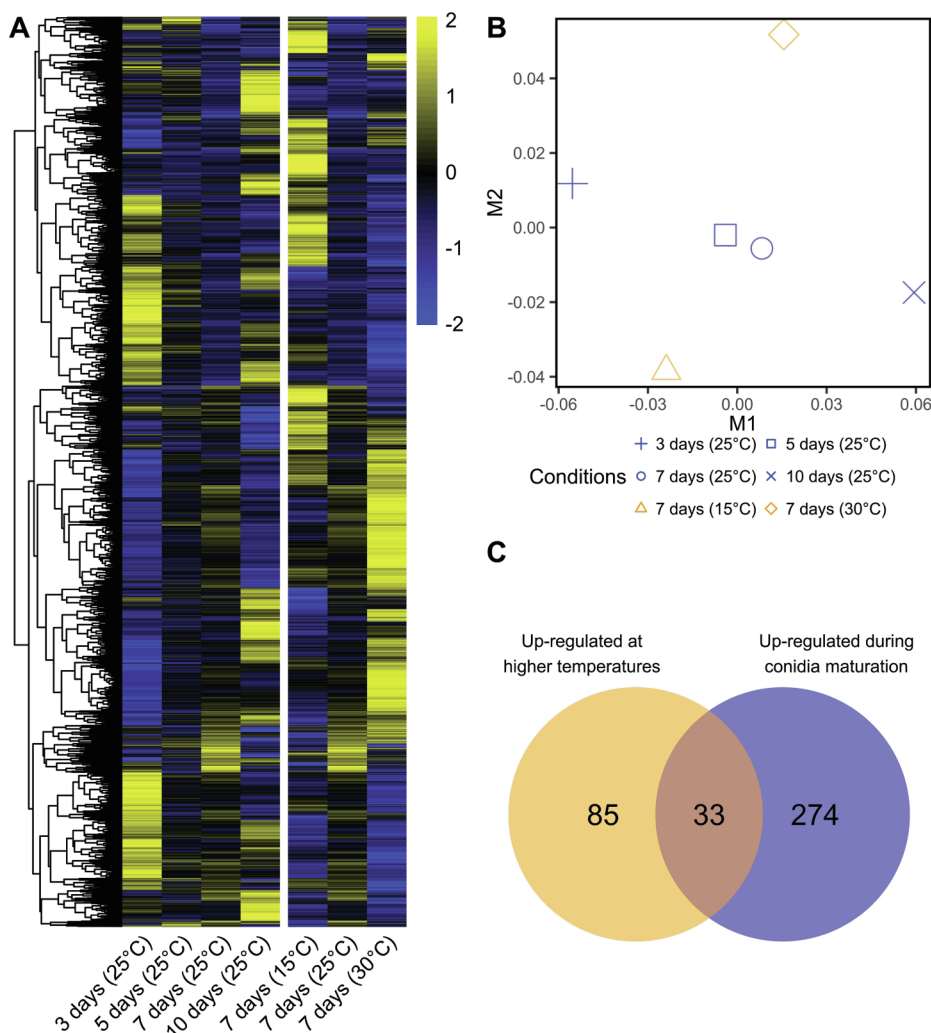 A
2
1
0
-1
-2
3 days (25°C)
5 days (25°C)
7 days (25°C)
10 days (25°C)
7 days (15°C)
7 days (25°C)
7 days (30°C)
B
M2
0.04
0.02
0.00
-0.02
-0.04
-0.06
-0.03
0.00
0.03
0.06
M1
Conditions
3 days (25°C)
5 days (25°C)
7 days (25°C)
10 days (25°C)
7 days (15°C)
7 days (30°C)
C
Up-regulated at
higher temperatures
Up-regulated during
conidia maturation
85
33
274